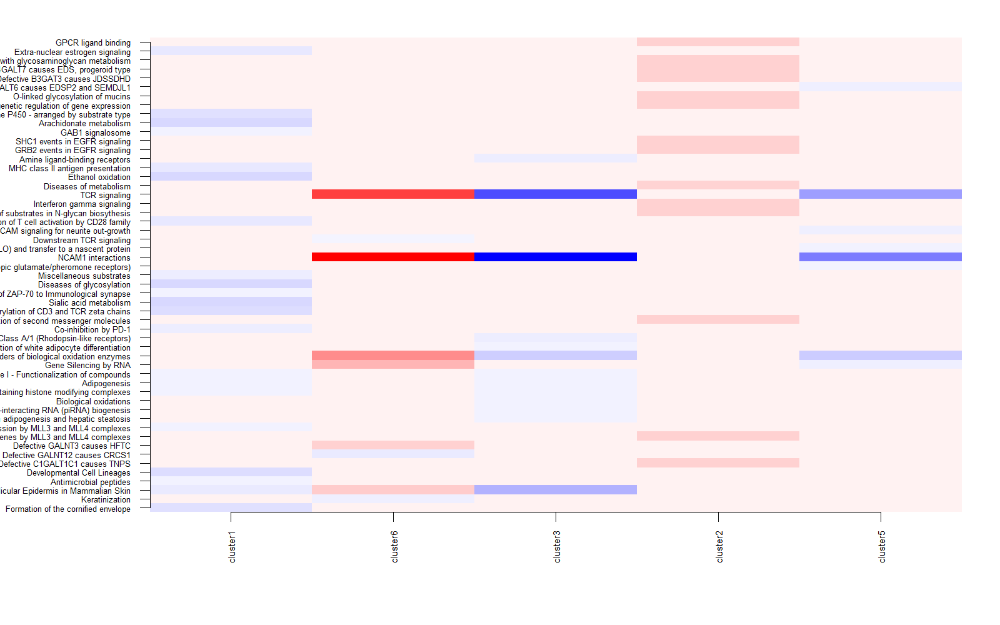 GPCR ligand binding
Extra-nuclear estrogen signaling
with glycosaminoglycan metabolism
GALT7 causes EDS, progeroid type
Defective B3GAT3 causes JDSSDHD
ALT6 causes EDSP2 and SEMDJL1
O-linked glycosylation of mucins
genetic regulation of gene expression
P450 - arranged by substrate type
Arachidonate metabolism
GAB1 signalosome
SHC1 events in EGFR signaling
GRB2 events in EGFR signaling
Amine ligand-binding receptors
MHC class II antigen presentation
Ethanol oxidation
Diseases of metabolism
TCR signaling
Interferon gamma signaling
of substrates in N-glycan biosythesis
on of T cell activation by CD28 family
CAM signaling for neurite out-growth
Downstream TCR signaling
LO) and transfer to a nascent protein
NCAM1 interactions
opic glutamate/pheromone receptors)
Miscellaneous substrates
Diseases of glycosylation
of ZAP-70 to Immunological synapse
Sialic acid metabolism
rylation of CD3 and TCR zeta chains
tion of second messenger molecules
Co-inhibition by PD-1
Class A/1 (Rhodopsin-like receptors)
tion of white adipocyte differentiation
ders of biological oxidation enzymes
Gene Silencing by RNA
e I - Functionalization of compounds
Adipogenesis
taining histone modifying complexes
Biological oxidations
-interacting RNA (piRNA) biogenesis
adipogenesis and hepatic steatosis
ssion by MLL3 and MLL4 complexes
enes by MLL3 and MLL4 complexes
Defective GALNT3 causes HFTC
Defective GALNT12 causes CRCS1
Defective C1GALT1C1 causes TNPS
Developmental Cell Lineages
Antimicrobial peptides
licular Epidermis in Mammalian Skin
Keratinization
Formation of the cornified envelope
cluster1
cluster6
cluster3
cluster2
cluster5